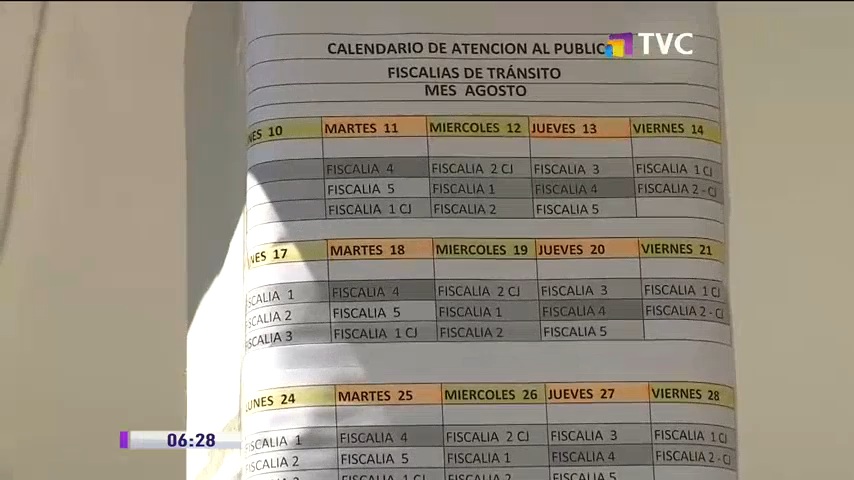 CALENDARIO DE ATENCION AL PUBLIC
TVC
FISCALIAS DE TRÁNSITO
MES AGOSTO
NES 10 MARTES 11 MIERCOLES 12 JUEVES 13 VIERNES 14
FISCALIA 4 FISCALIA 2 CJ FISCALIA 3 FISCALIA 1 CJ
FISCALIA 5 FISCALIA 1 FISCALIA 4 FISCALIA 2 - CJ
FISCALIA 1 CJ FISCALIA 2 FISCALIA 5
NES 17 MARTES 18 MIERCOLES 19 JUEVES 20 VIERNES 21
SCALIA 1 FISCALIA 4 FISCALIA 2 CJ FISCALIA 3 FISCALIA 1 CJ
SCALIA 2 FISCALIA 5 FISCALIA 1 FISCALIA 4 FISCALIA 2 - CJ
FISCALIA 3 FISCALIA 1 CJ FISCALIA 2 FISCALIA 5
LUNES 24 MARTES 25 MIERCOLES 26 JUEVES 27 VIERNES 28
FISCALIA 1 FISCALIA 4 FISCALIA 2 CJ FISCALIA 3 FISCALIA 1 CJ
FISCALIA 2 FISCALIA 5 FISCALIA 1 FISCALIA 4 FISCALIA 2 - CJ
FISCALIA 1 CJ FISCALIA 2 FISCALIA 5
06:28